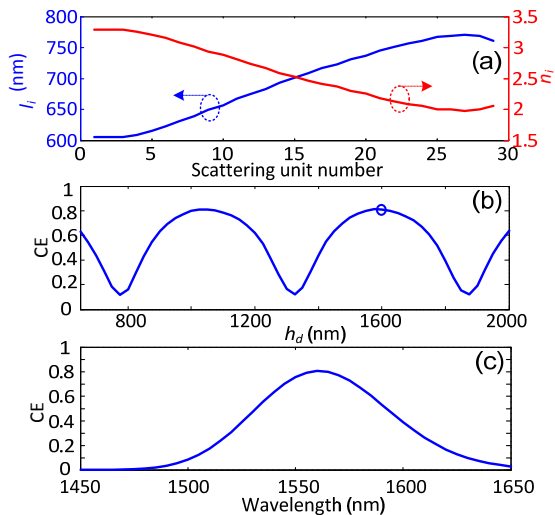 800
750
700
650
600
l_i (nm)
(a)
3.5
3
2.5
2
1.5
n_i
0 5 10 15 20 25 30
Scattering unit number
1
0.8
0.6
0.4
0.2
0
CE
(b)
800 1200 1600 2000
h_d (nm)
1
0.8
0.6
0.4
0.2
0
CE
(c)
1450 1500 1550 1600 1650
Wavelength (nm)